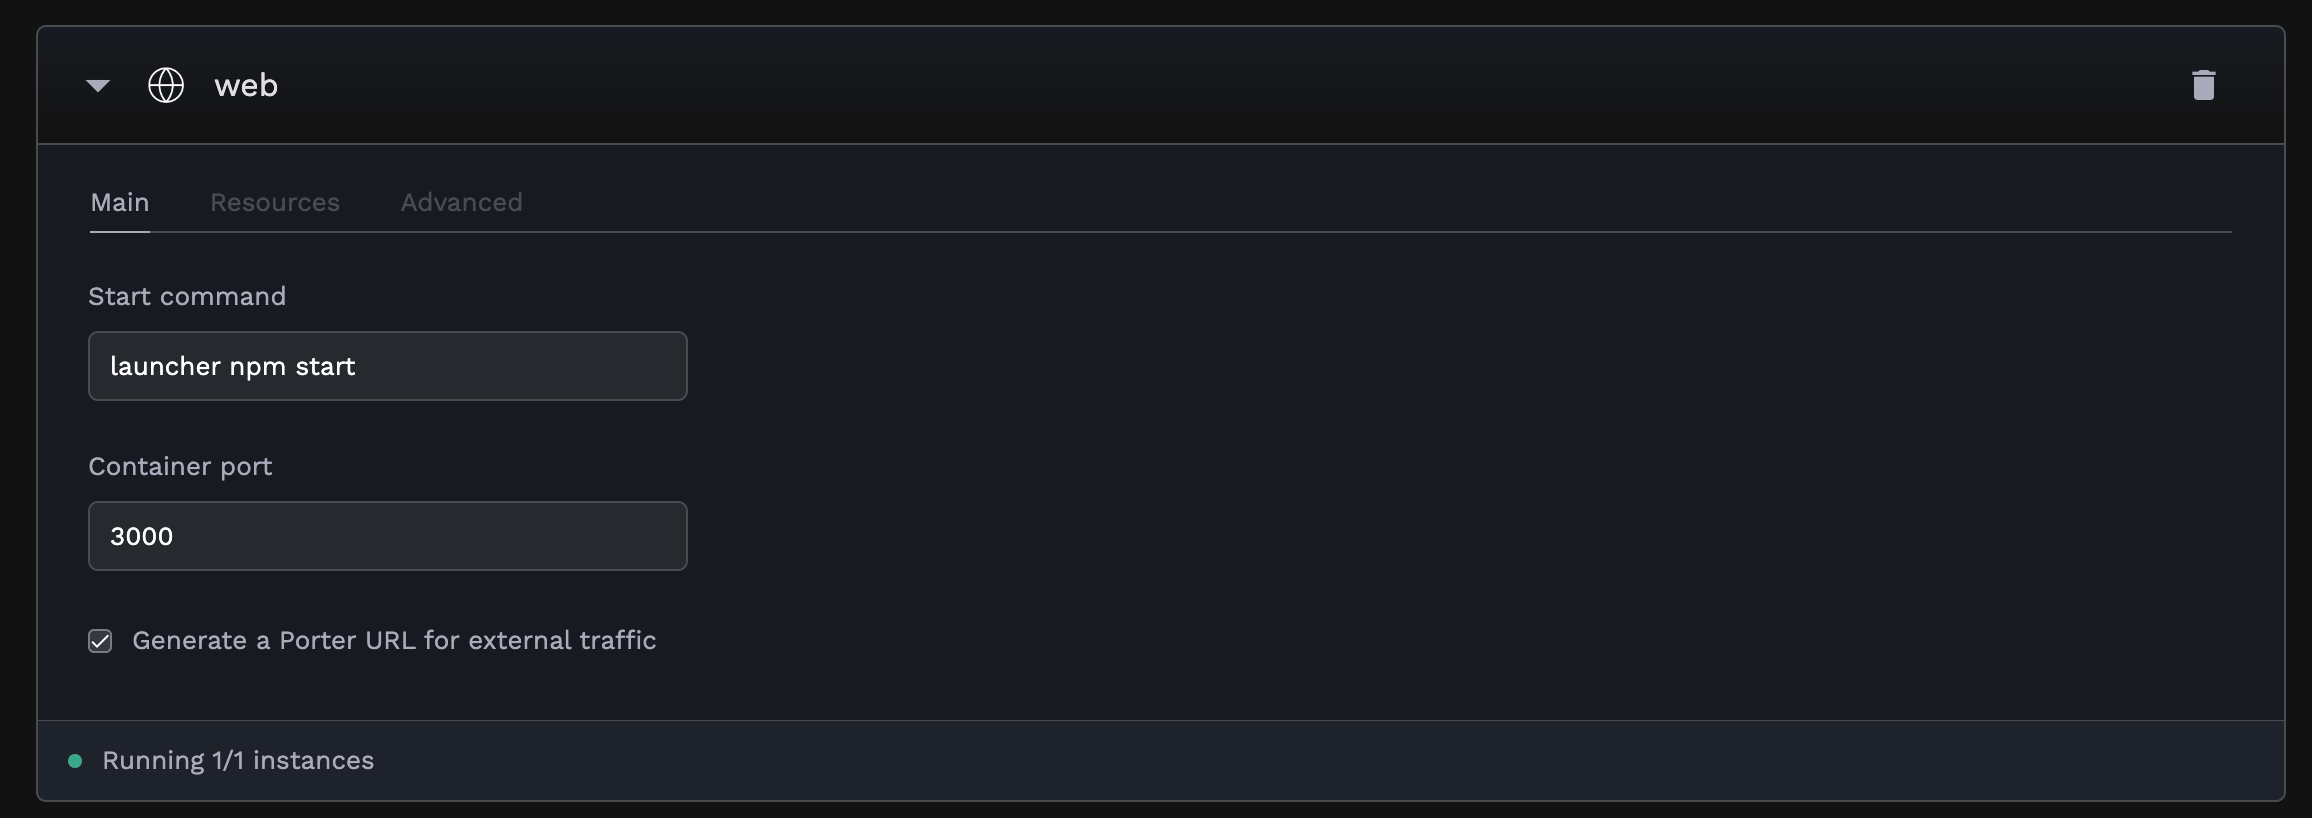 web
Main Resources Advanced
Start command
launcher npm start
Container port
3000
Generate a Porter URL for external traffic
Running 1/1 instances